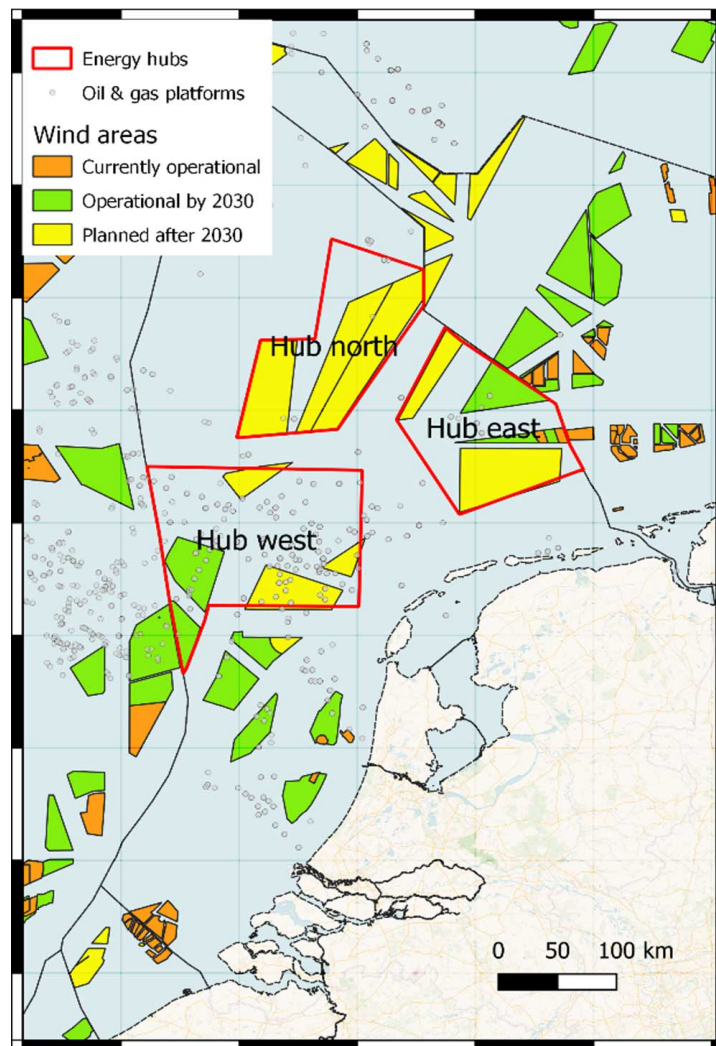 Energy hubs
Oil & gas platforms
Wind areas
Currently operational
Operational by 2030
Planned after 2030
Hub north
Hub east
Hub west
0 50 100 km